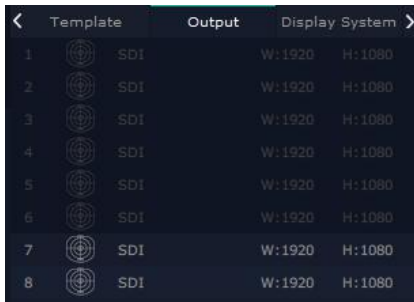 Template Output Display System
1 SDI W:1920 H:1080
2 SDI W:1920 H:1080
3 SDI W:1920 H:1080
4 SDI W:1920 H:1080
5 SDI W:1920 H:1080
6 SDI W:1920 H:1080
7 SDI W:1920 H:1080
8 SDI W:1920 H:1080